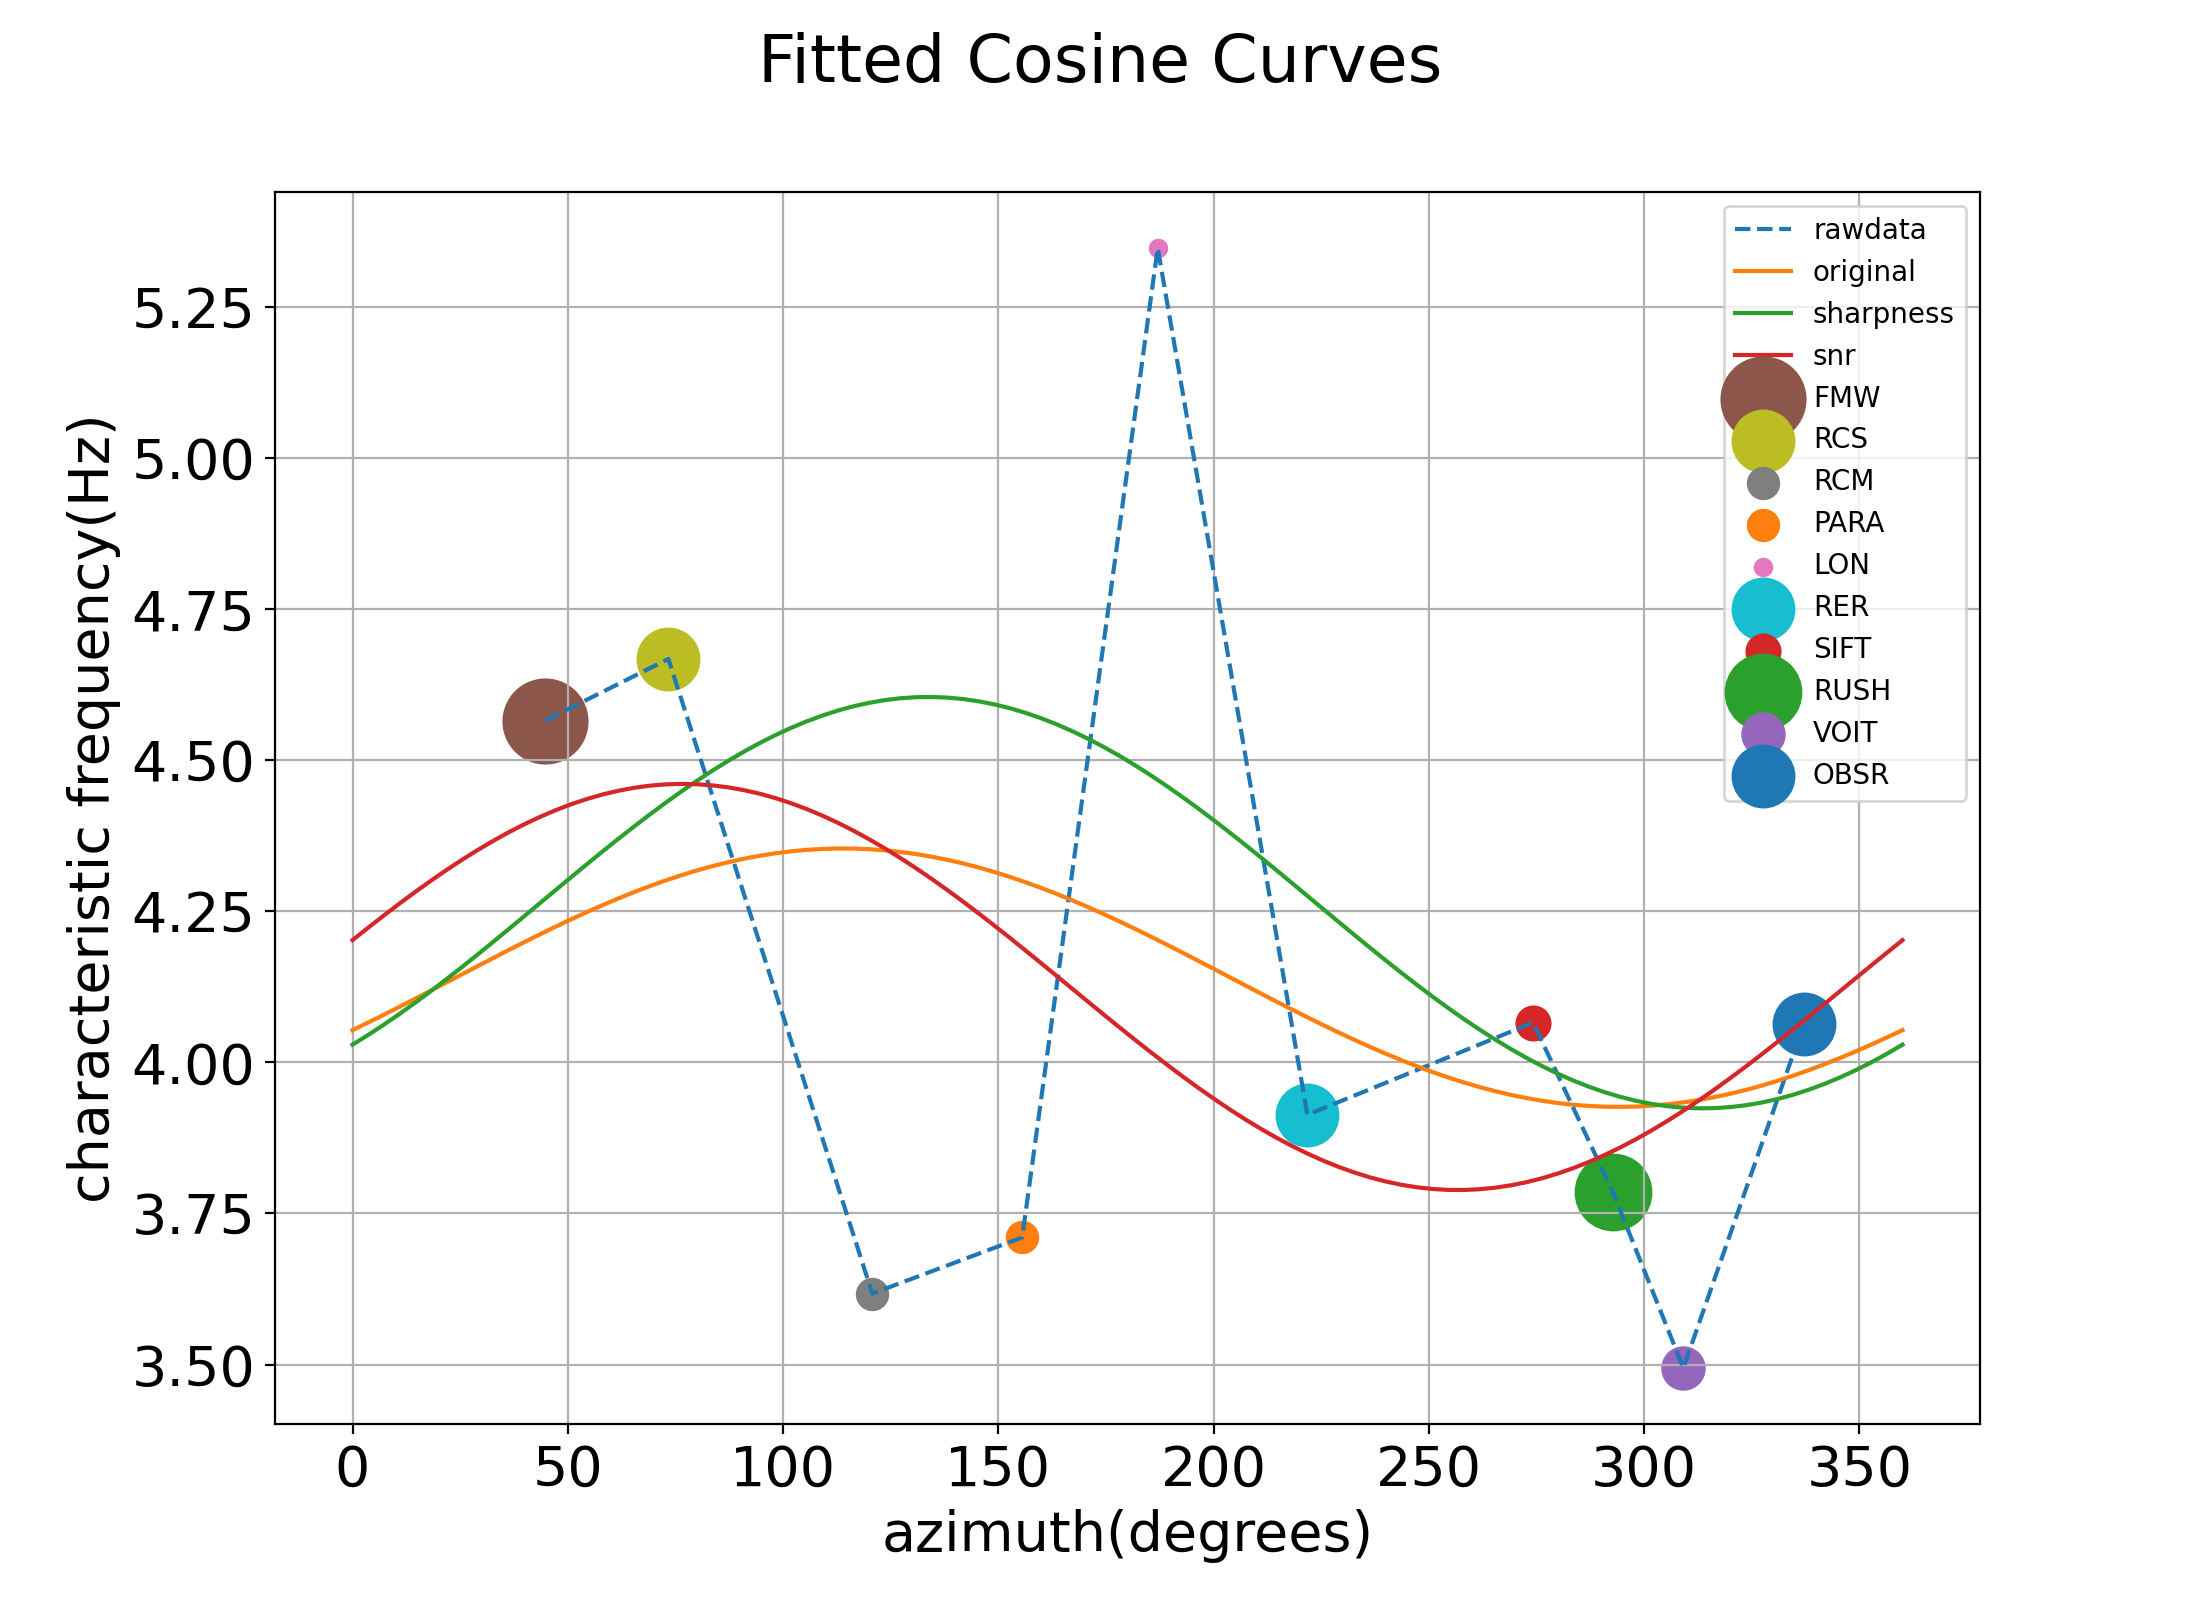 Fitted Cosine Curves
rawdata
original
sharpness
snr
FMW
RCS
RCM
PARA
LON
RER
SIFT
RUSH
VOIT
OBSR
characteristic frequency(Hz)
5.25
5.00
4.75
4.50
4.25
4.00
3.75
3.50
0 50 100 150 200 250 300 350
azimuth(degrees)